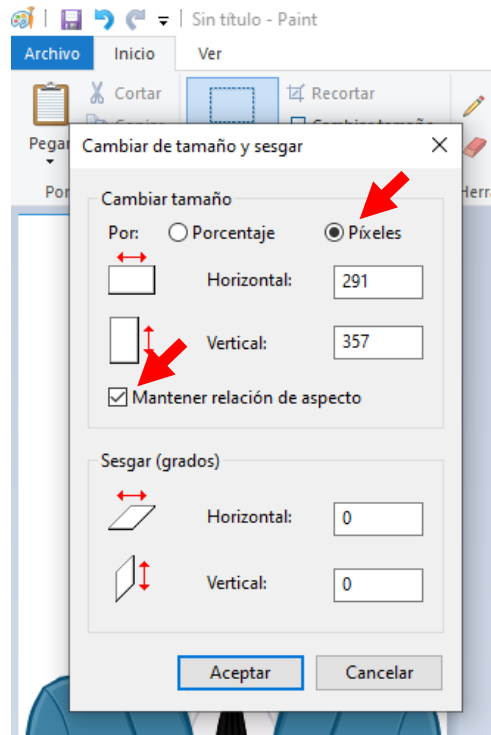 Sin título - Paint
Archivo Inicio Ver
Cortar Recortar
Pegar
Cambiar de tamaño y sesgar
Cambiar tamaño
Por: Porcentaje Píxeles
Horizontal: 291
Vertical: 357
Mantener relación de aspecto
Sesgar (grados)
Horizontal: 0
Vertical: 0
Aceptar Cancelar